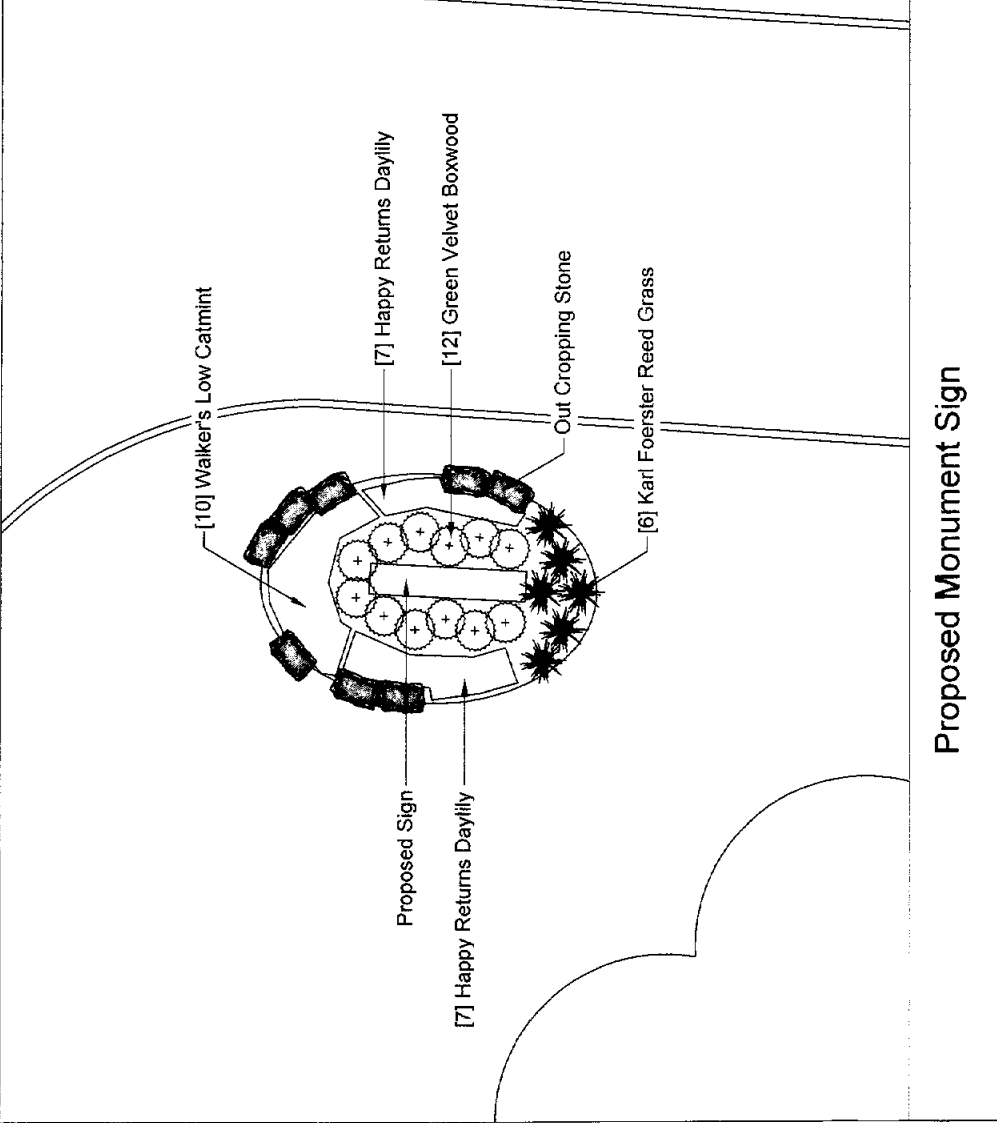 [10] Walker's Low Catmint
[7] Happy Returns Daylily
[12] Green Velvet Boxwood
Out Cropping Stone
[6] Karl Foerster Reed Grass
Proposed Sign
[7] Happy Returns Daylily
Proposed Monument Sign